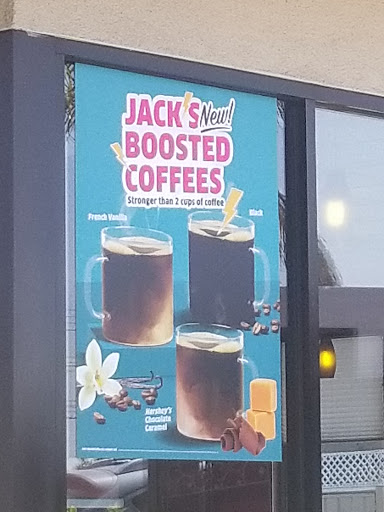 JACK'S New!
BOOSTED
COFFEES
Stronger than 2 cups of coffee
French Vanilla
Black
Hershey's
Chocolate
Caramel